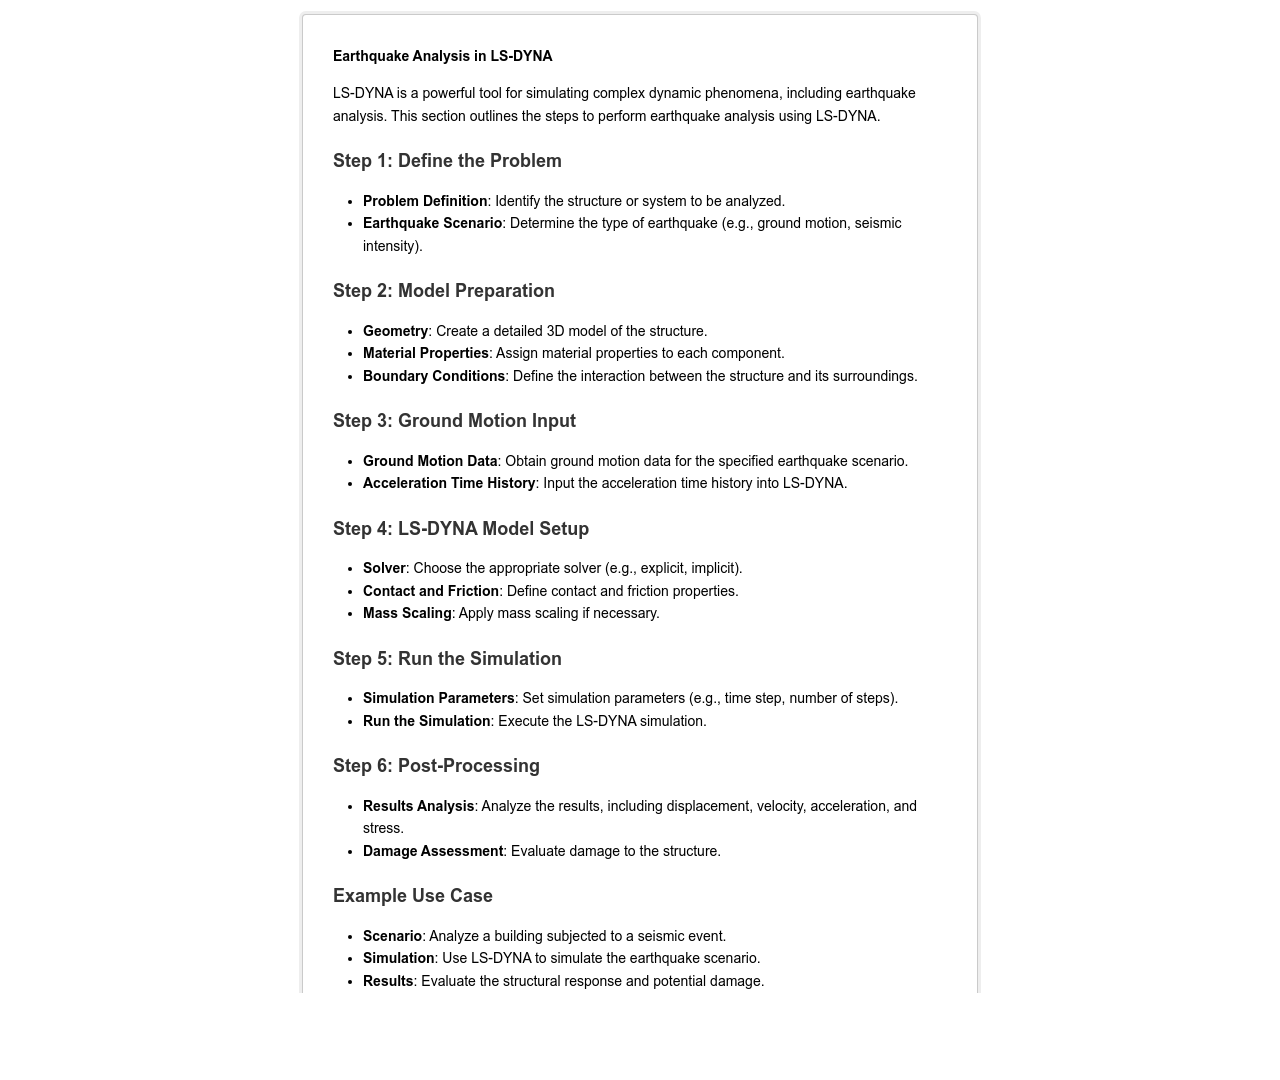 Earthquake Analysis in LS-DYNA
LS-DYNA is a powerful tool for simulating complex dynamic phenomena, including earthquake
analysis. This section outlines the steps to perform earthquake analysis using LS-DYNA.
Step 1: Define the Problem
• Problem Definition: Identify the structure or system to be analyzed.
• Earthquake Scenario: Determine the type of earthquake (e.g., ground motion, seismic
intensity).
Step 2: Model Preparation
• Geometry: Create a detailed 3D model of the structure.
• Material Properties: Assign material properties to each component.
• Boundary Conditions: Define the interaction between the structure and its surroundings.
Step 3: Ground Motion Input
• Ground Motion Data: Obtain ground motion data for the specified earthquake scenario.
• Acceleration Time History: Input the acceleration time history into LS-DYNA.
Step 4: LS-DYNA Model Setup
• Solver: Choose the appropriate solver (e.g., explicit, implicit).
• Contact and Friction: Define contact and friction properties.
• Mass Scaling: Apply mass scaling if necessary.
Step 5: Run the Simulation
• Simulation Parameters: Set simulation parameters (e.g., time step, number of steps).
• Run the Simulation: Execute the LS-DYNA simulation.
Step 6: Post-Processing
• Results Analysis: Analyze the results, including displacement, velocity, acceleration, and
stress.
• Damage Assessment: Evaluate damage to the structure.
Example Use Case
• Scenario: Analyze a building subjected to a seismic event.
• Simulation: Use LS-DYNA to simulate the earthquake scenario.
• Results: Evaluate the structural response and potential damage.